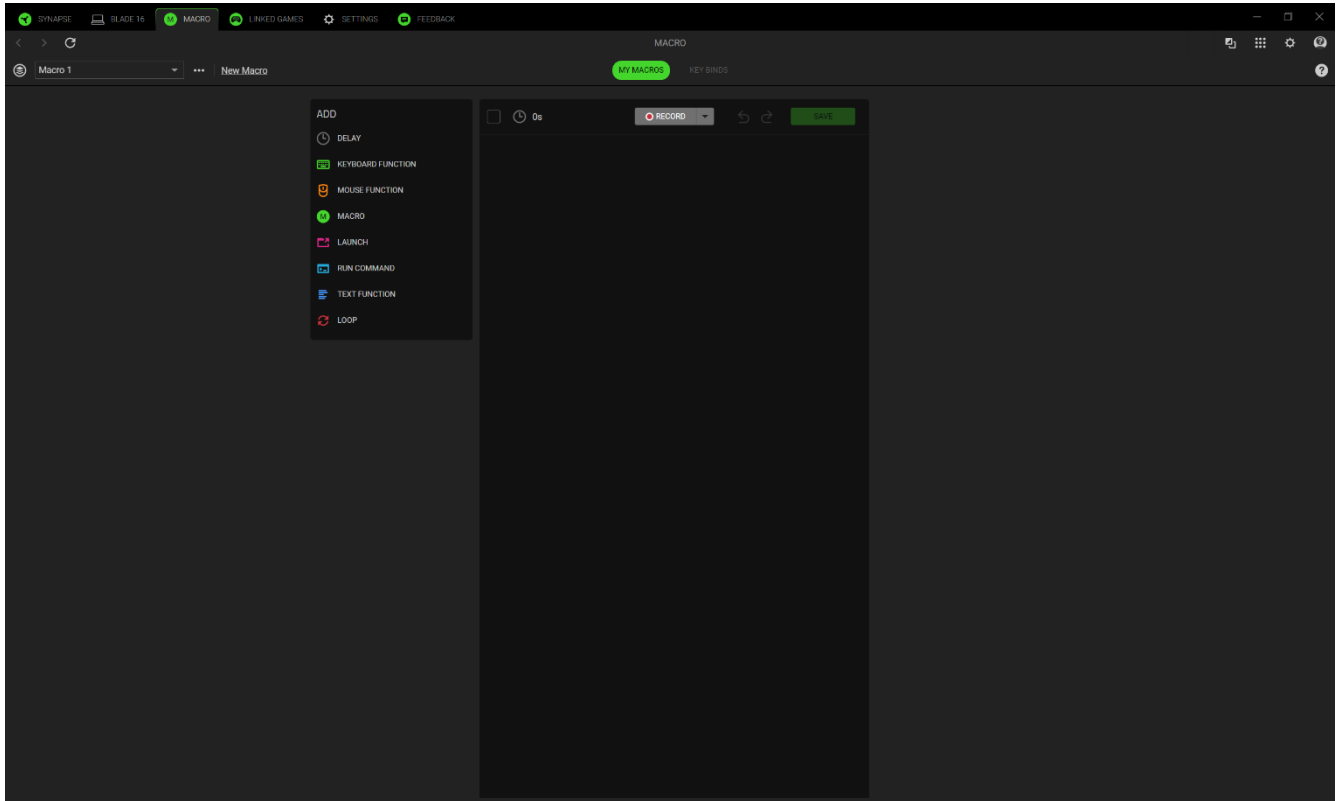 SYNAPSE BLADE 16 MACRO LINKED GAMES SETTINGS FEEDBACK
MACRO
Macro 1 New Macro MY MACROS KEY BINDS
ADD
DELAY
KEYBOARD FUNCTION
MOUSE FUNCTION
MACRO
LAUNCH
RUN COMMAND
TEXT FUNCTION
LOOP
0s RECORD SAVE